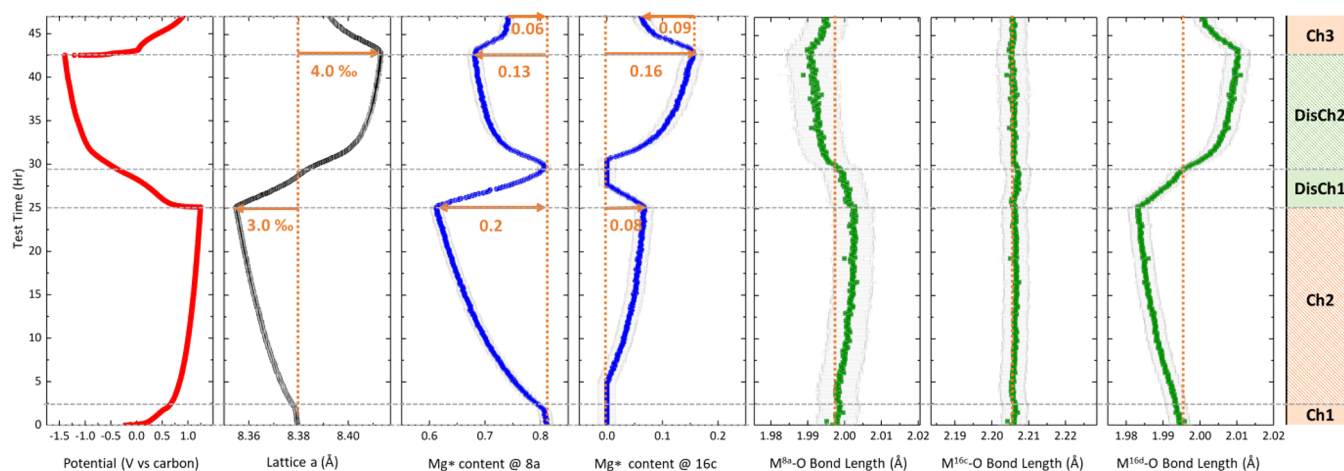 45
40
35
30
25
20
15
10
5
0
Test Time (Hr)
4.0 ‰
3.0 ‰
0.06
0.13
0.2
0.09
0.16
0.08
Ch3
DisCh2
DisCh1
Ch2
Ch1
-1.5 -1.0 -0.5 0.0 0.5 1.0
8.36 8.38 8.40
0.6 0.7 0.8
0.0 0.1 0.2
1.98 1.99 2.00 2.01 2.02
2.19 2.20 2.21 2.22
1.98 1.99 2.00 2.01 2.02
Potential (V vs carbon)
Lattice a (Å)
Mg* content @ 8a
Mg* content @ 16c
M⁸ᵃ-O Bond Length (Å)
M¹⁶ᶜ-O Bond Length (Å)
M¹⁶ᵈ-O Bond Length (Å)